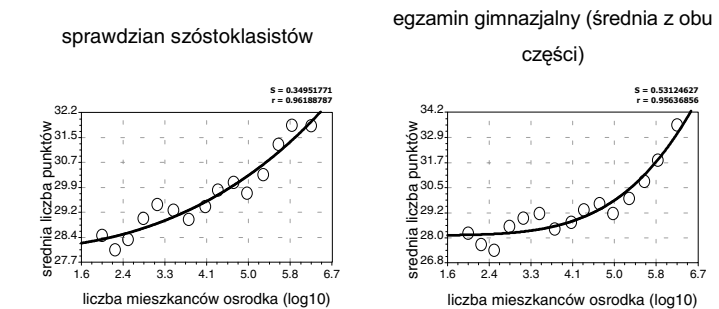 sprawdzian szóstoklasistów
S = 0.34951771
r = 0.96188787
średnia liczba punktów
32.2
31.5
30.7
29.9
29.2
28.4
27.7
1.6 2.4 3.3 4.1 5.0 5.8 6.7
liczba mieszkanców osrodka (log10)
egzamin gimnazjalny (średnia z obu
części)
S = 0.53124627
r = 0.95636856
średnia liczba punktów
34.2
32.9
31.7
30.5
29.2
28.0
26.8
1.6 2.4 3.3 4.1 5.0 5.8 6.7
liczba mieszkanców osrodka (log10)